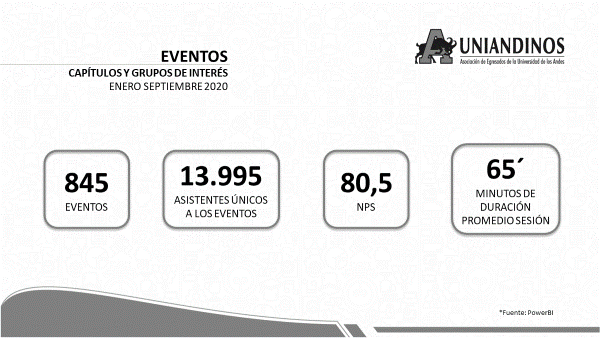 EVENTOS
CAPÍTULOS Y GRUPOS DE INTERÉS
ENERO SEPTIEMBRE 2020
UNIANDINOS
Asociación de Egresados de la Universidad de los Andes
845
EVENTOS
13.995
ASISTENTES ÚNICOS
A LOS EVENTOS
80,5
NPS
65´
MINUTOS DE
DURACIÓN
PROMEDIO SESIÓN
*Fuente: PowerBI